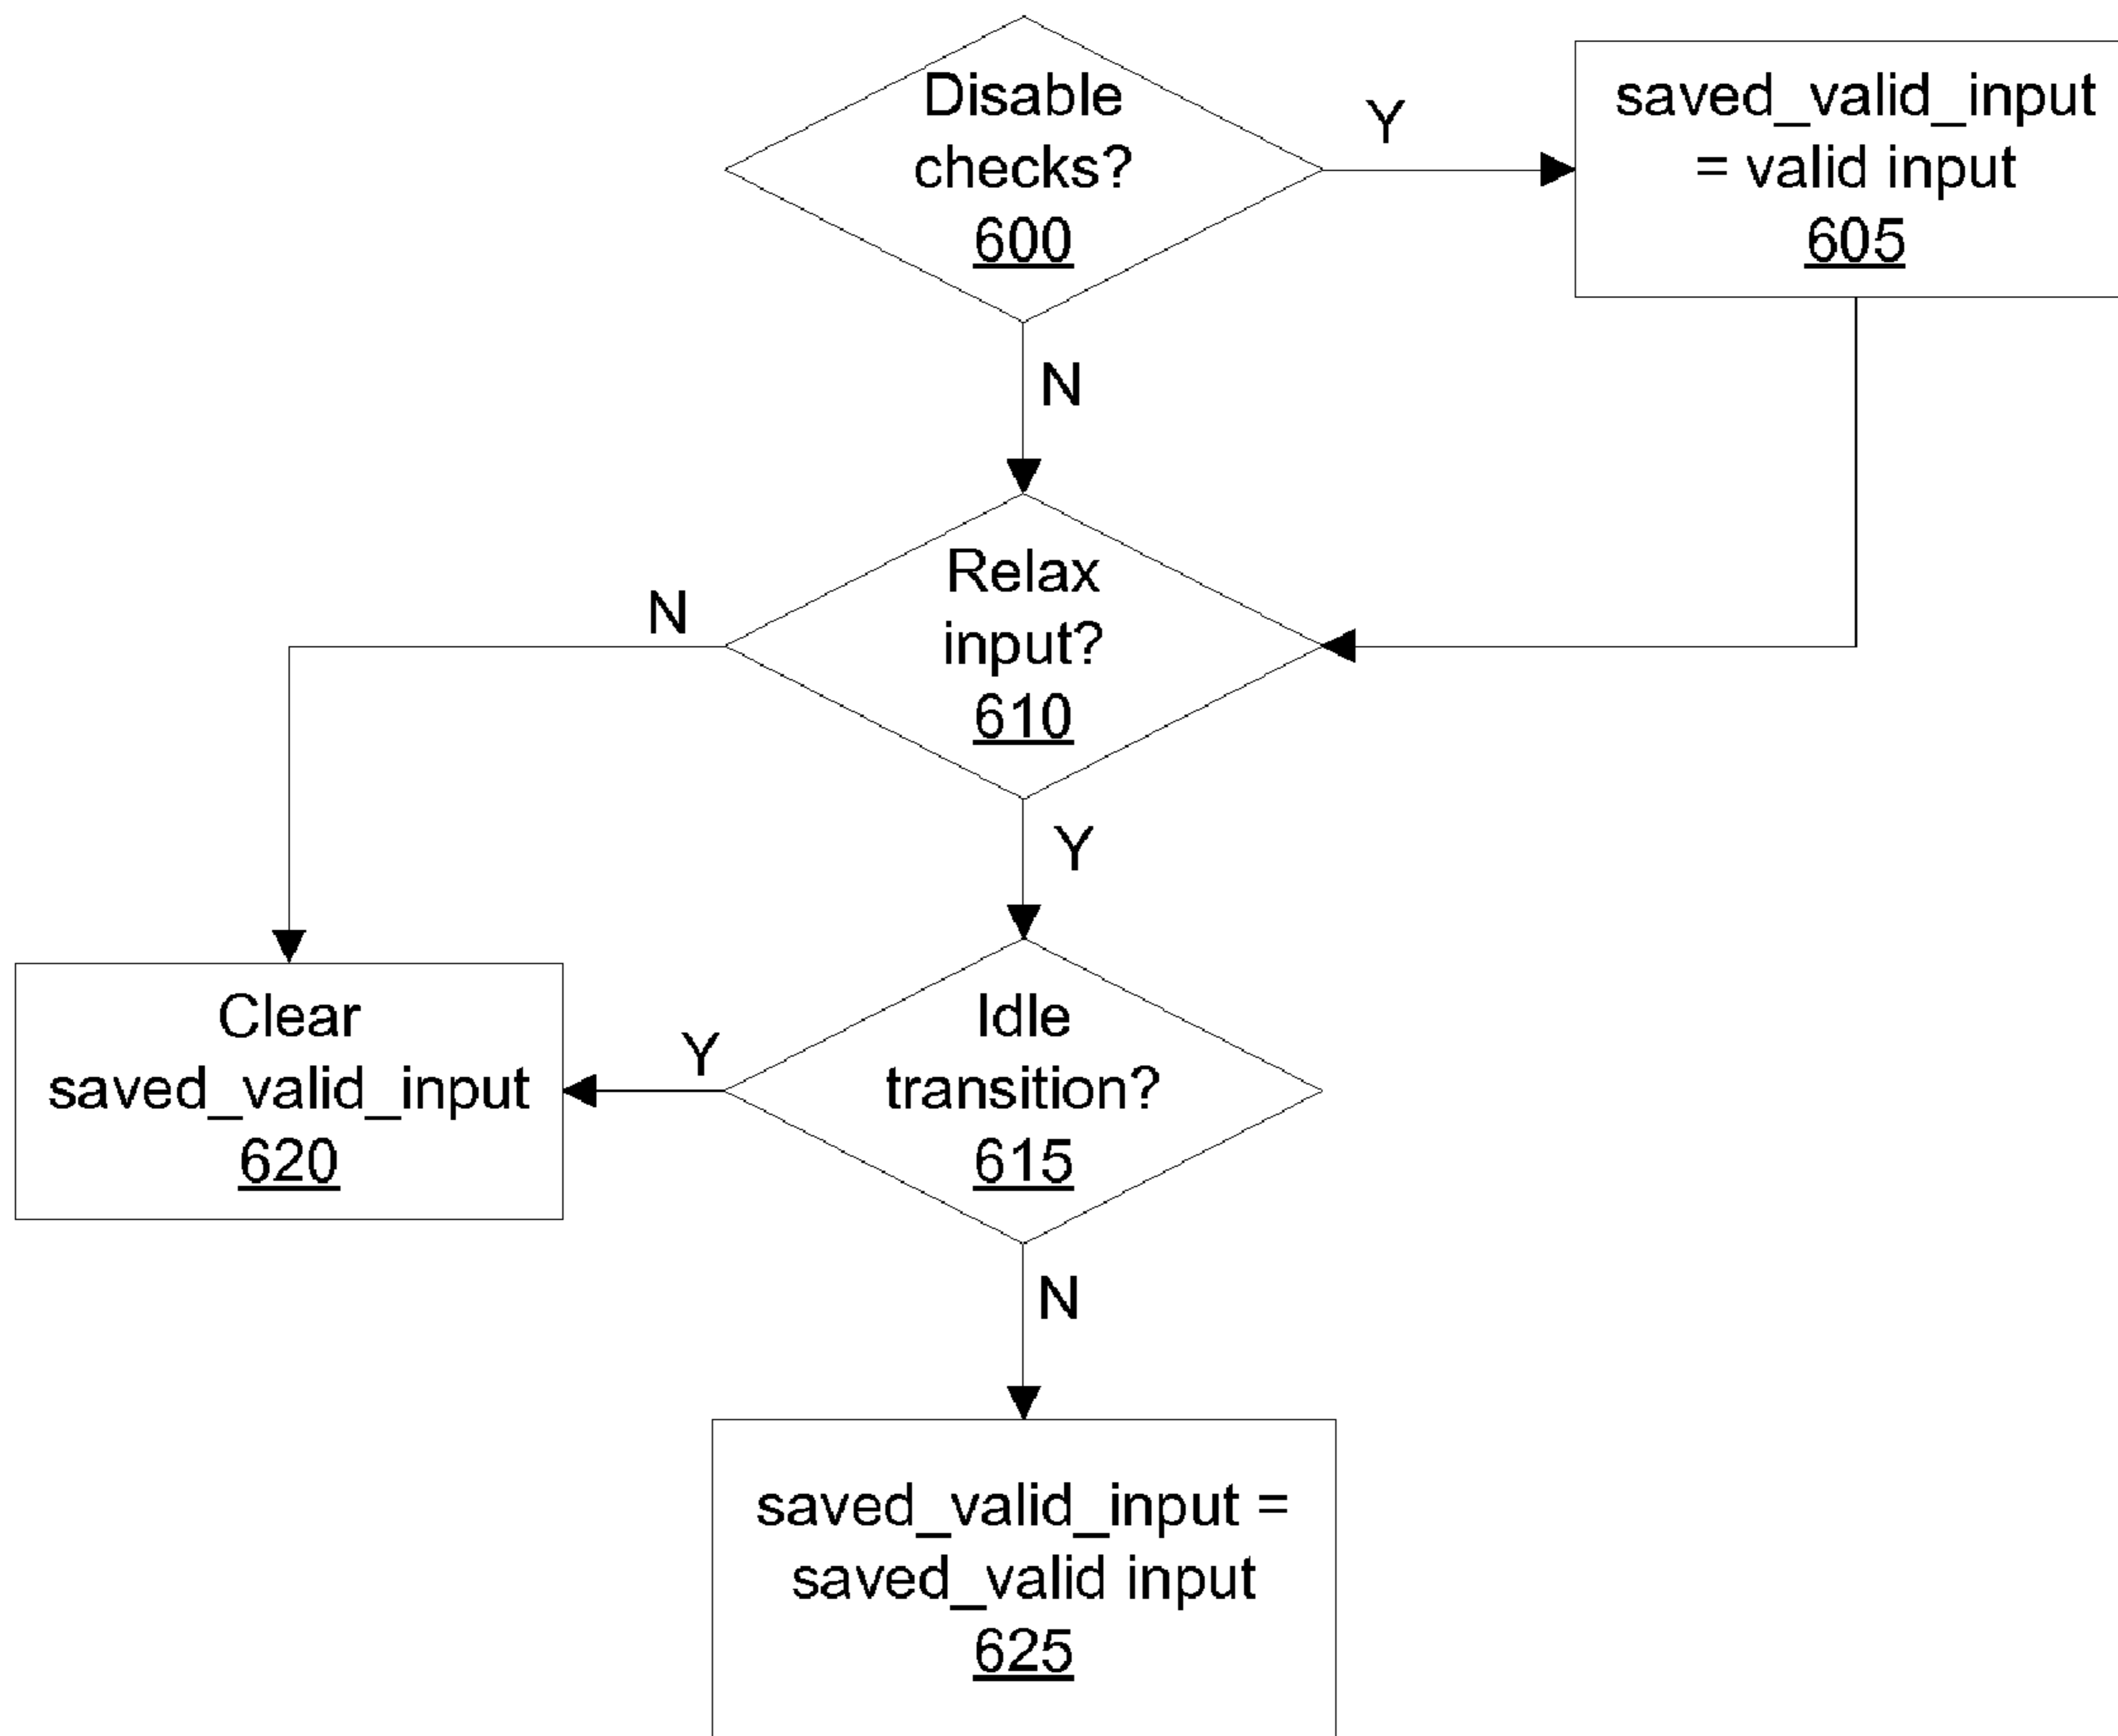 Disable
checks?
600
Y
saved_valid_input
= valid input
605
N
Relax
input?
610
N
Y
Clear
saved_valid_input
620
Y
Idle
transition?
615
N
saved_valid_input =
saved_valid input
625